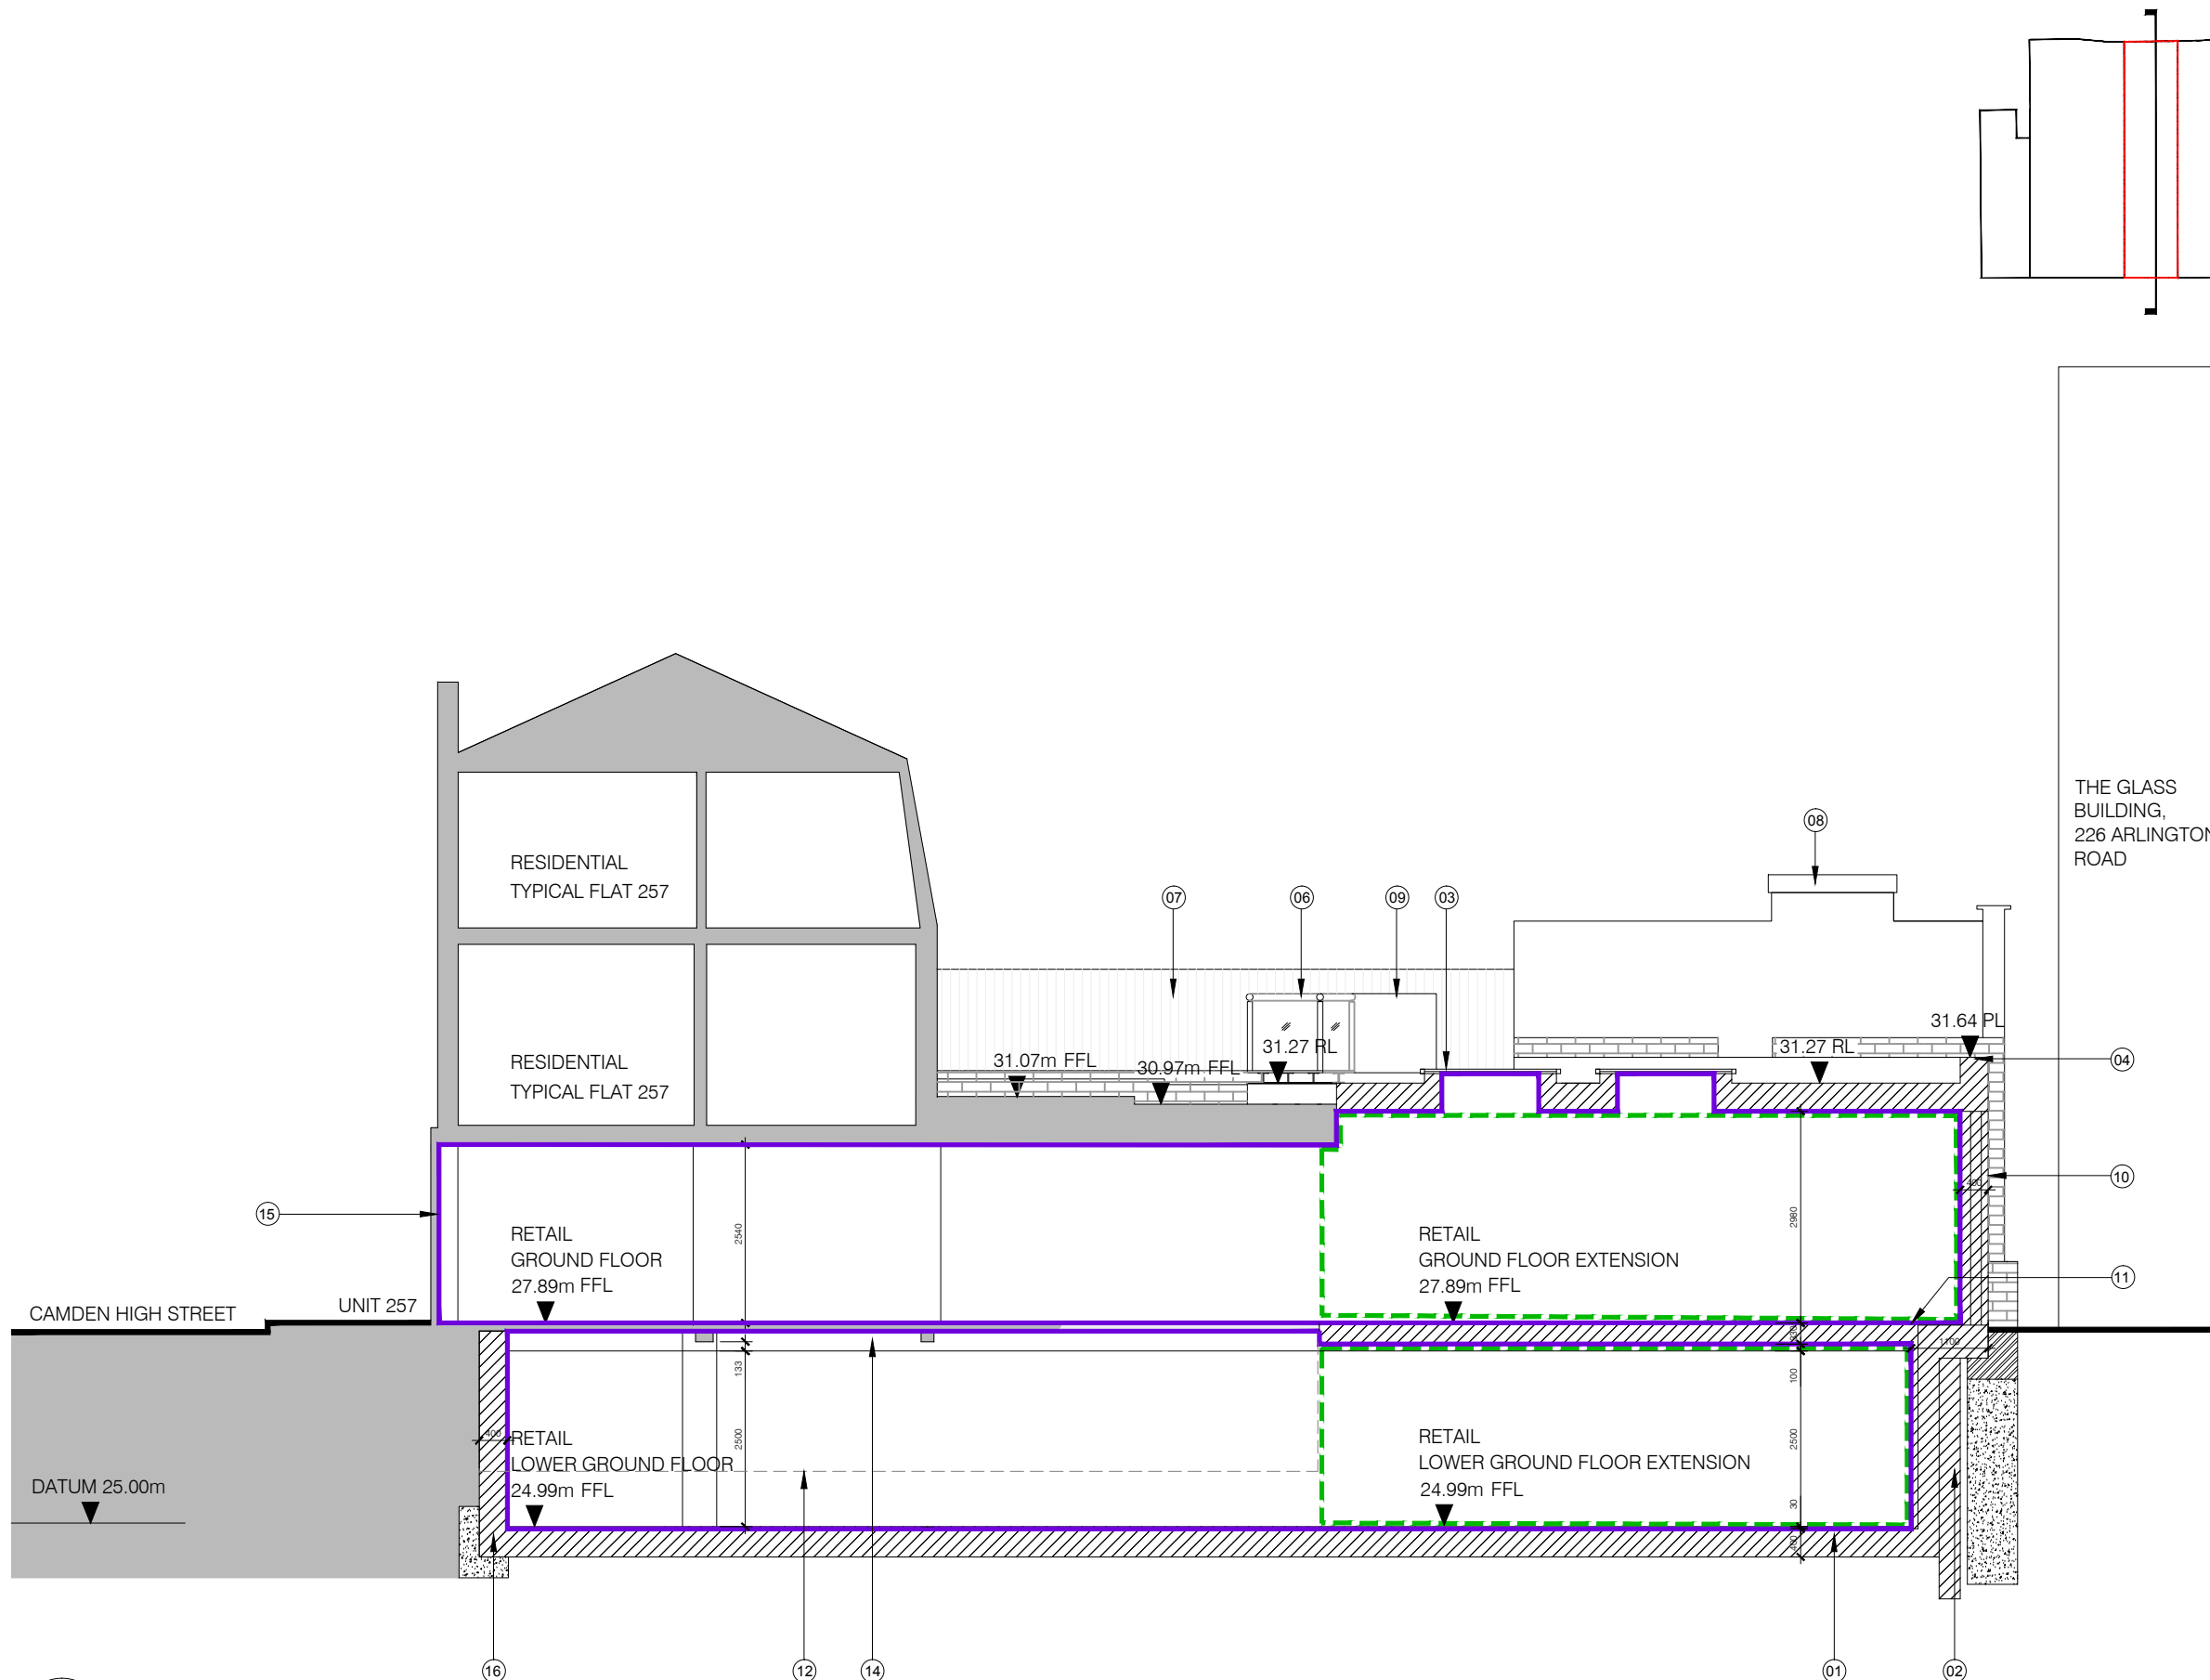 THE GLASS
BUILDING,
226 ARLINGTON
ROAD
08
RESIDENTIAL
TYPICAL FLAT 257
07
06
09
03
31.64 PL
RESIDENTIAL
TYPICAL FLAT 257
31.07m FFL
30.97m FFL
31.27 RL
31.27 RL
04
10
400
15
2540
2980
RETAIL
GROUND FLOOR
27.89m FFL
RETAIL
GROUND FLOOR EXTENSION
27.89m FFL
11
CAMDEN HIGH STREET
UNIT 257
1100
133
100
400
RETAIL
LOWER GROUND FLOOR
24.99m FFL
2500
RETAIL
LOWER GROUND FLOOR EXTENSION
24.99m FFL
2500
30
400
DATUM 25.00m
16
12
14
01
02